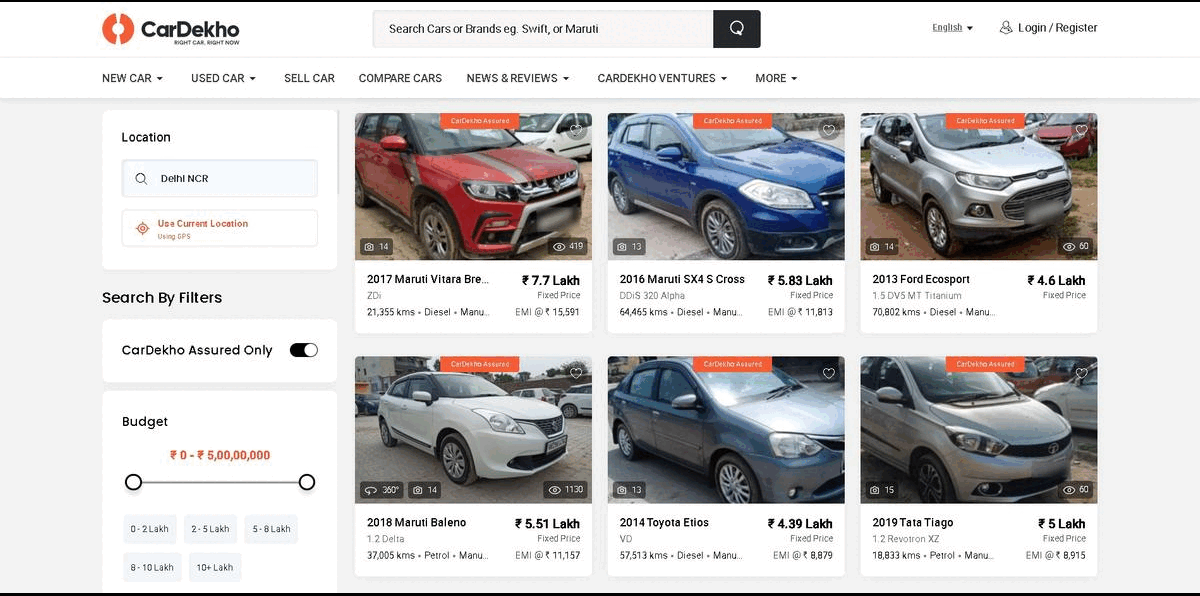 CarDekho
RIGHT CAR. RIGHT NOW
Search Cars or Brands eg. Swift, or Maruti
English
Login / Register
NEW CAR
USED CAR
SELL CAR
COMPARE CARS
NEWS & REVIEWS
CARDEKHO VENTURES
MORE
Location
Delhi NCR
Use Current Location
Using GPS
Search By Filters
CarDekho Assured Only
Budget
₹ 0 - ₹ 5,00,00,000
0 - 2 Lakh
2 - 5 Lakh
5 - 8 Lakh
8 - 10 Lakh
10+ Lakh
CarDekho Assured
14
419
2017 Maruti Vitara Bre...
₹ 7.7 Lakh
ZDi
Fixed Price
21,355 kms • Diesel • Manu...
EMI @ ₹ 15,591
CarDekho Assured
13
2016 Maruti SX4 S Cross
₹ 5.83 Lakh
DDiS 320 Alpha
Fixed Price
64,465 kms • Diesel • Manu...
EMI @ ₹ 11,813
CarDekho Assured
14
60
2013 Ford Ecosport
₹ 4.6 Lakh
1.5 DV5 MT Titanium
Fixed Price
70,802 kms • Diesel • Manu...
CarDekho Assured
360°
14
1130
2018 Maruti Baleno
₹ 5.51 Lakh
1.2 Delta
Fixed Price
37,005 kms • Petrol • Manu...
EMI @ ₹ 11,157
CarDekho Assured
13
2014 Toyota Etios
₹ 4.39 Lakh
VD
Fixed Price
57,513 kms • Diesel • Manu...
EMI @ ₹ 8,879
CarDekho Assured
15
60
2019 Tata Tiago
₹ 5 Lakh
1.2 Revotron XZ
Fixed Price
18,833 kms • Petrol • Manu...
EMI @ ₹ 8,915